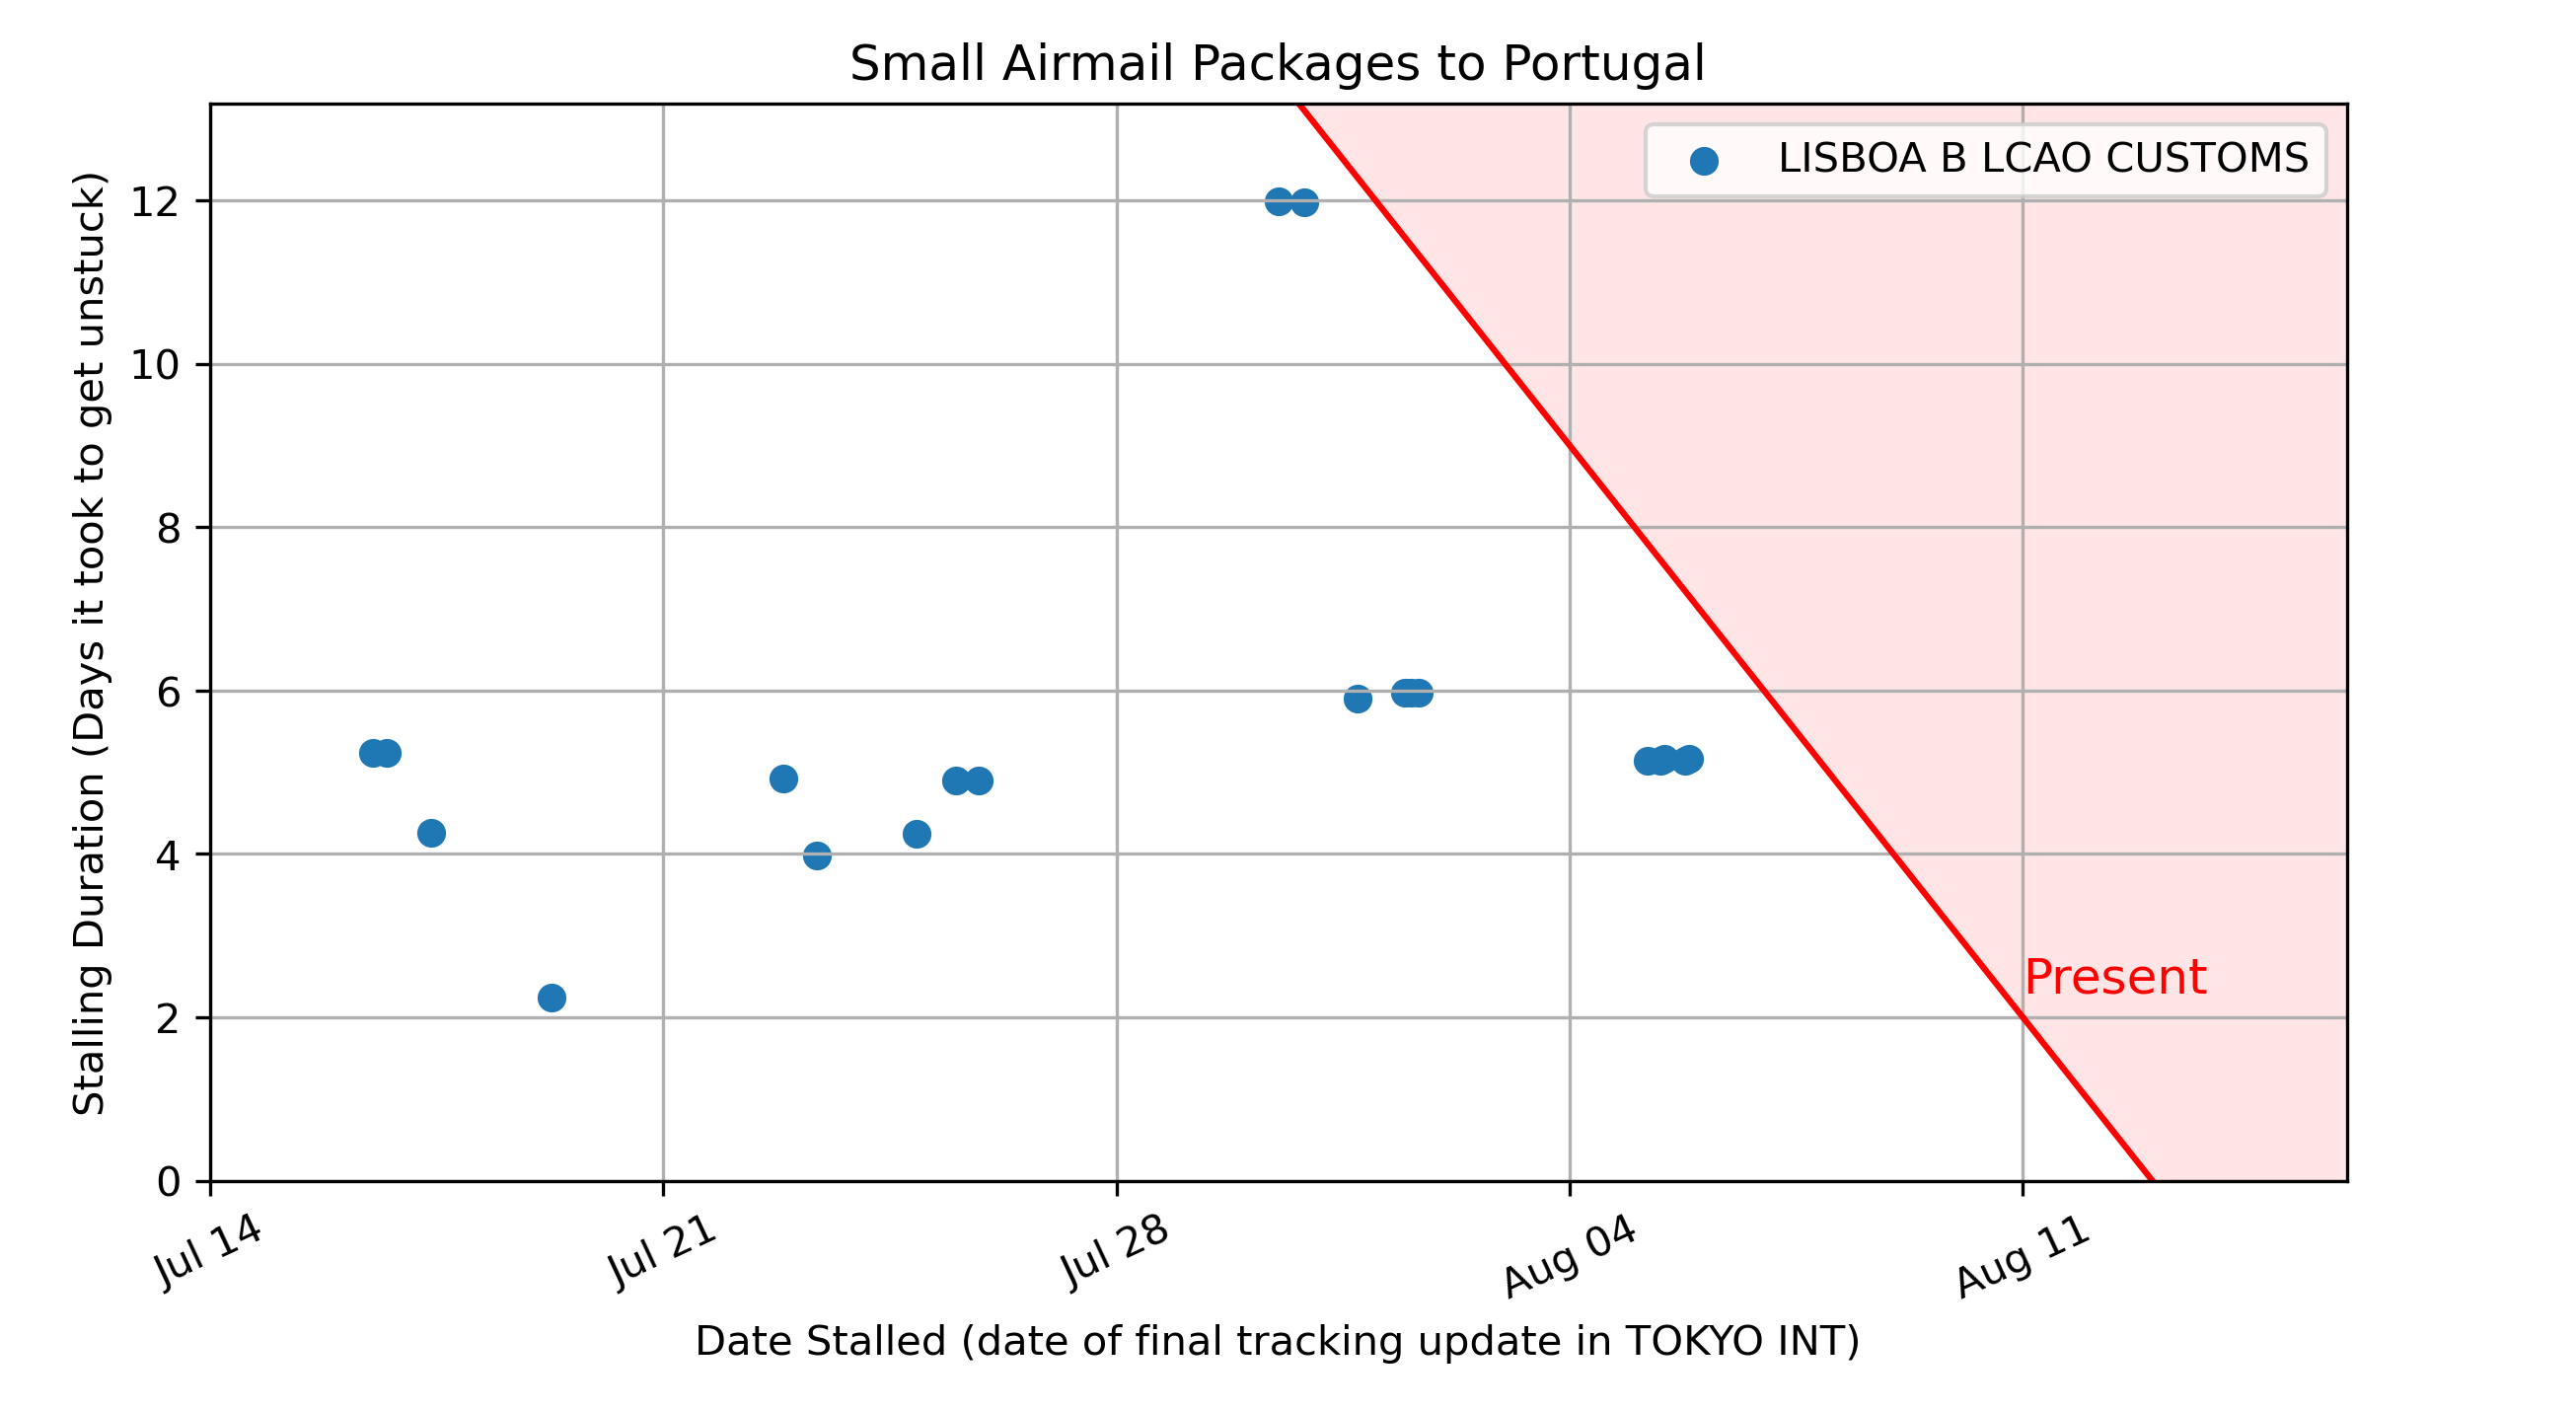 Small Airmail Packages to Portugal
LISBOA B LCAO CUSTOMS
Stalling Duration (Days it took to get unstuck)
12
10
8
6
4
2
0
Present
Jul 14
Jul 21
Jul 28
Aug 04
Aug 11
Date Stalled (date of final tracking update in TOKYO INT)